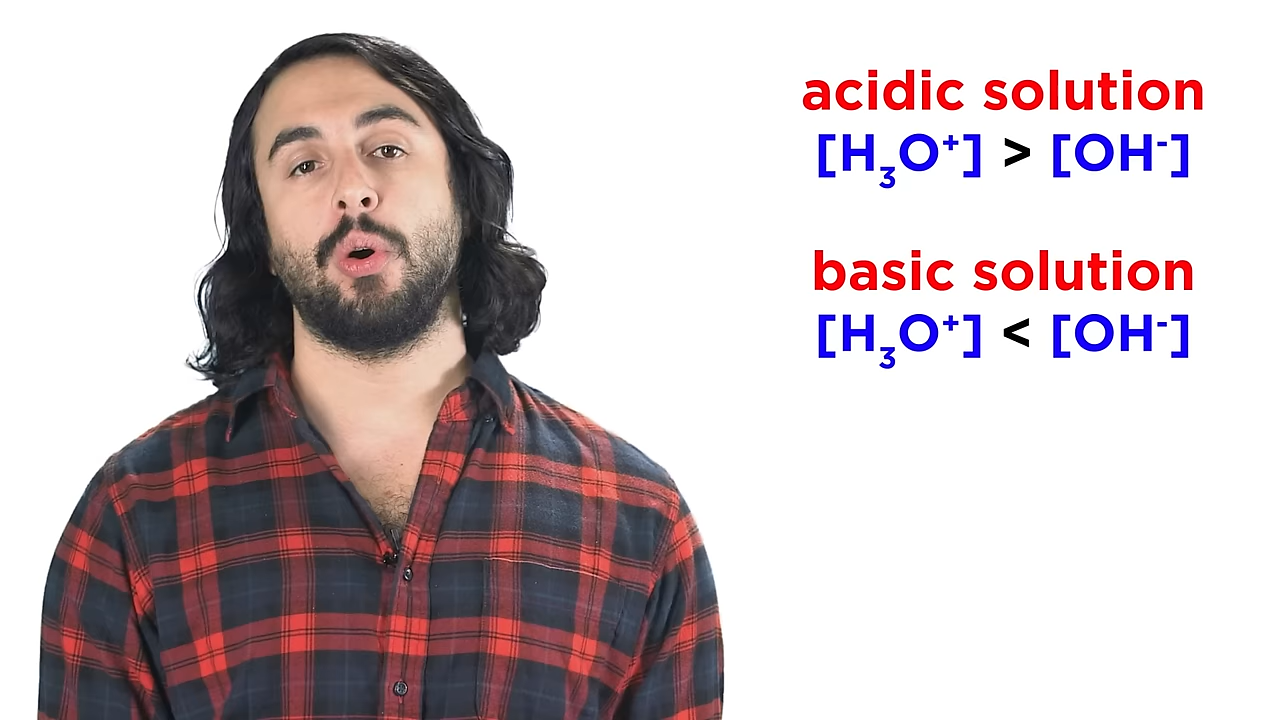 acidic solution
[H₃O⁺] > [OH⁻]
basic solution
[H₃O⁺] < [OH⁻]